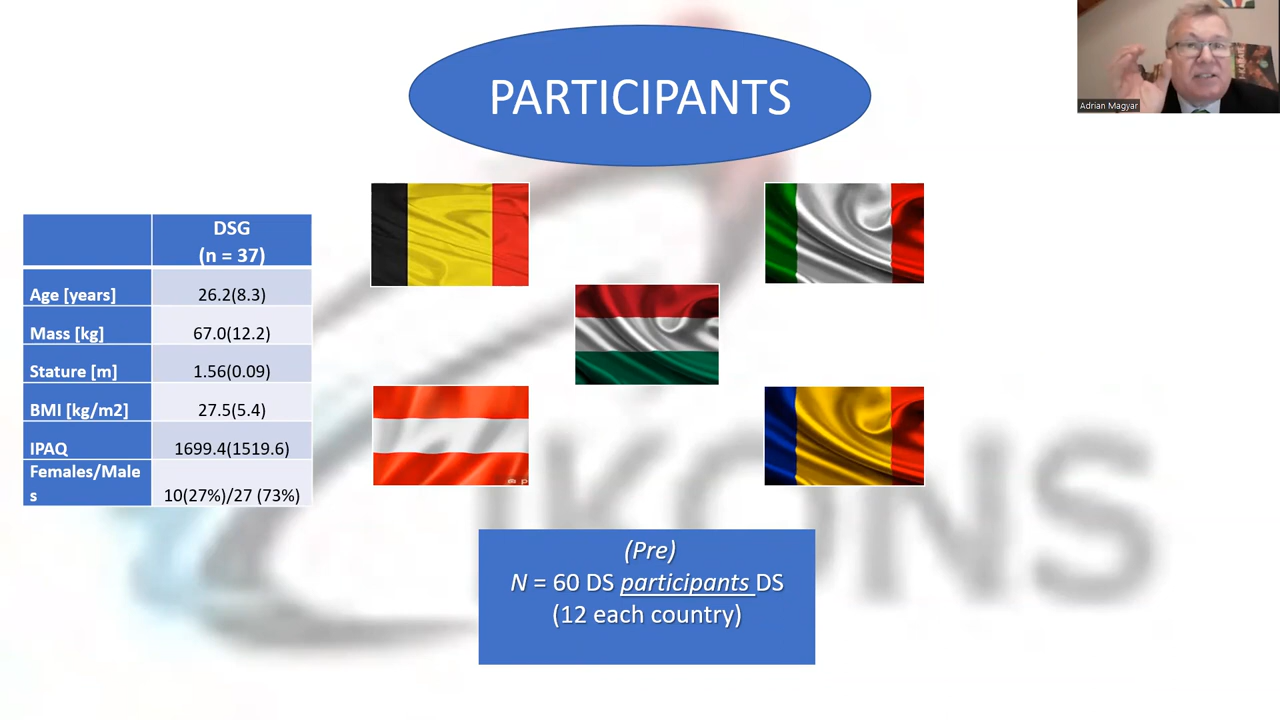 PARTICIPANTS
Adrian Magyar
DSG
(n = 37)
Age [years] 26.2(8.3)
Mass [kg] 67.0(12.2)
Stature [m] 1.56(0.09)
BMI [kg/m2] 27.5(5.4)
IPAQ 1699.4(1519.6)
Females/Male
s 10(27%)/27 (73%)
(Pre)
N = 60 DS participants DS
(12 each country)
IKONS